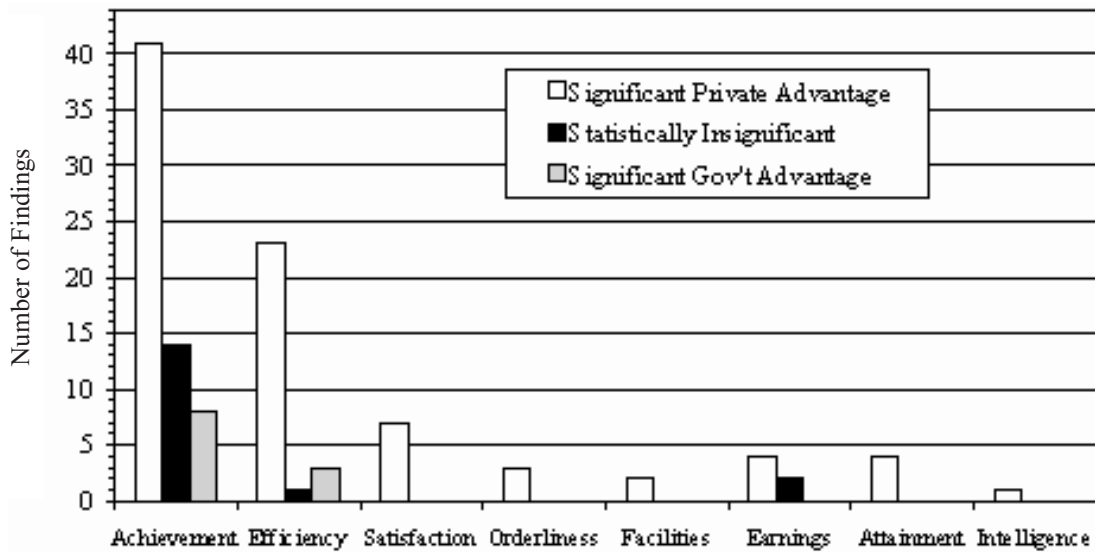 40
35
30
25
20
15
10
5
0
Number of Findings
Significant Private Advantage
Statistically Insignificant
Significant Gov't Advantage
Achievement Efficiency Satisfaction Orderliness Facilities Earnings Attainment Intelligence